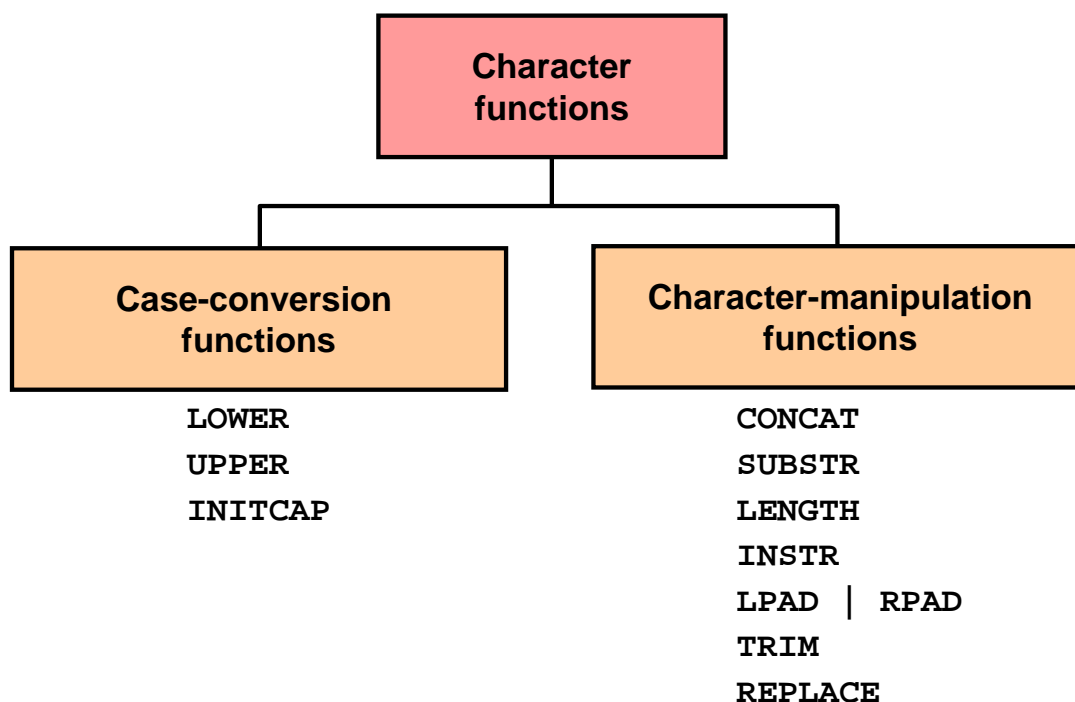 Character
functions
Case-conversion
functions
LOWER
UPPER
INITCAP
Character-manipulation
functions
CONCAT
SUBSTR
LENGTH
INSTR
LPAD | RPAD
TRIM
REPLACE